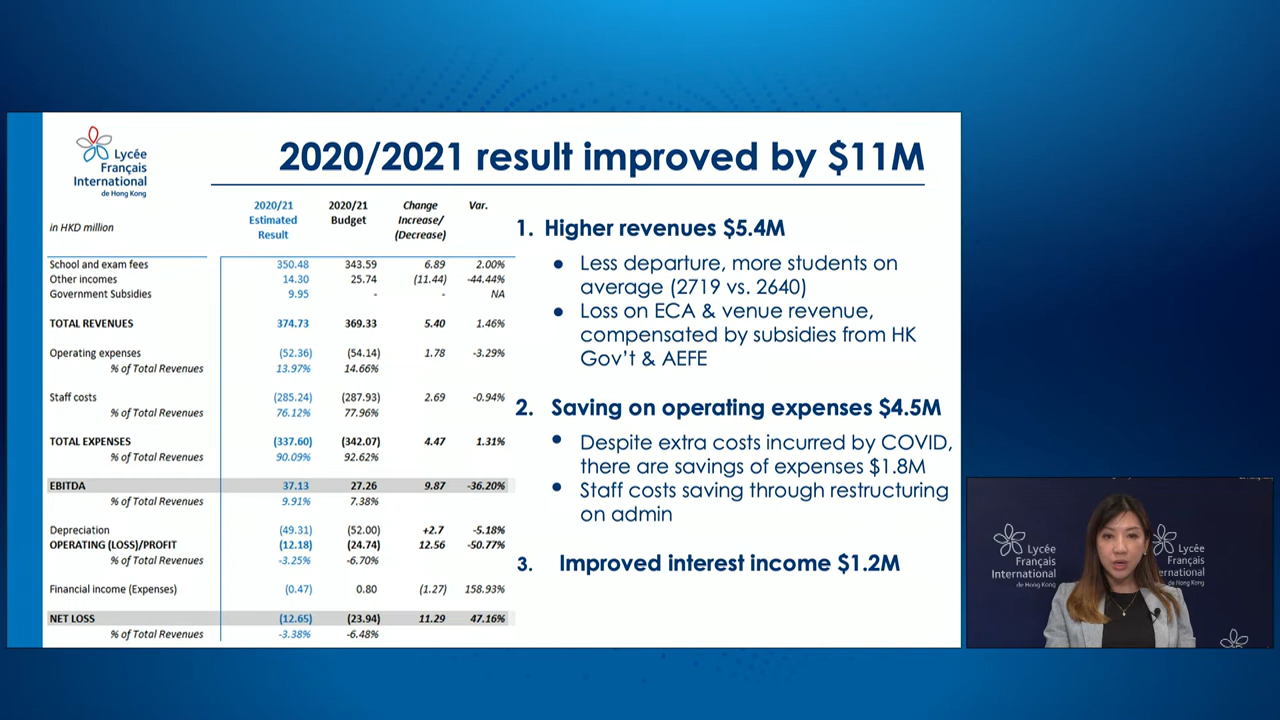 Lycée
Français
International
de Hong Kong
2020/2021 result improved by $11M
in HKD million
2020/21 Estimated Result
2020/21 Budget
Change Increase/ (Decrease)
Var.
School and exam fees 350.48 343.59 6.89 2.00%
Other incomes 14.30 25.74 (11.44) -44.44%
Government Subsidies 9.95 - - NA
TOTAL REVENUES 374.73 369.33 5.40 1.46%
Operating expenses (52.36) (54.14) 1.78 -3.29%
% of Total Revenues 13.97% 14.66%
Staff costs (285.24) (287.93) 2.69 -0.94%
% of Total Revenues 76.12% 77.96%
TOTAL EXPENSES (337.60) (342.07) 4.47 1.31%
% of Total Revenues 90.09% 92.62%
EBITDA 37.13 27.26 9.87 -36.20%
% of Total Revenues 9.91% 7.38%
Depreciation (49.31) (52.00) +2.7 -5.18%
OPERATING (LOSS)/PROFIT (12.18) (24.74) 12.56 -50.77%
% of Total Revenues -3.25% -6.70%
Financial income (Expenses) (0.47) 0.80 (1.27) 158.93%
NET LOSS (12.65) (23.94) 11.29 47.16%
% of Total Revenues -3.38% -6.48%
1. Higher revenues $5.4M
● Less departure, more students on
average (2719 vs. 2640)
● Loss on ECA & venue revenue,
compensated by subsidies from HK
Gov't & AEFE
2. Saving on operating expenses $4.5M
● Despite extra costs incurred by COVID,
there are savings of expenses $1.8M
● Staff costs saving through restructuring
on admin
3. Improved interest income $1.2M
Lycée
Français
International
de Hong Kong
Lycée
Français
International
de Hong Kong